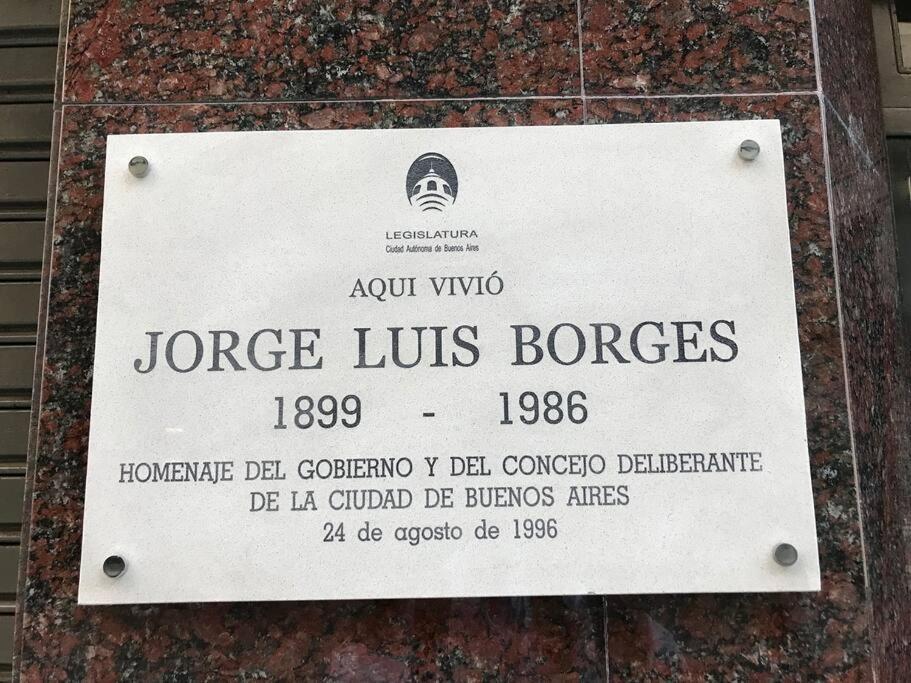 LEGISLATURA
Ciudad Autónoma de Buenos Aires
AQUI VIVIÓ
JORGE LUIS BORGES
1899 - 1986
HOMENAJE DEL GOBIERNO Y DEL CONCEJO DELIBERANTE
DE LA CIUDAD DE BUENOS AIRES
24 de agosto de 1996